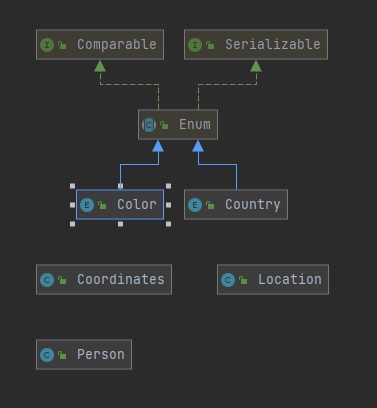 I Comparable
I Serializable
C Enum
E Color
E Country
C Coordinates
C Location
C Person